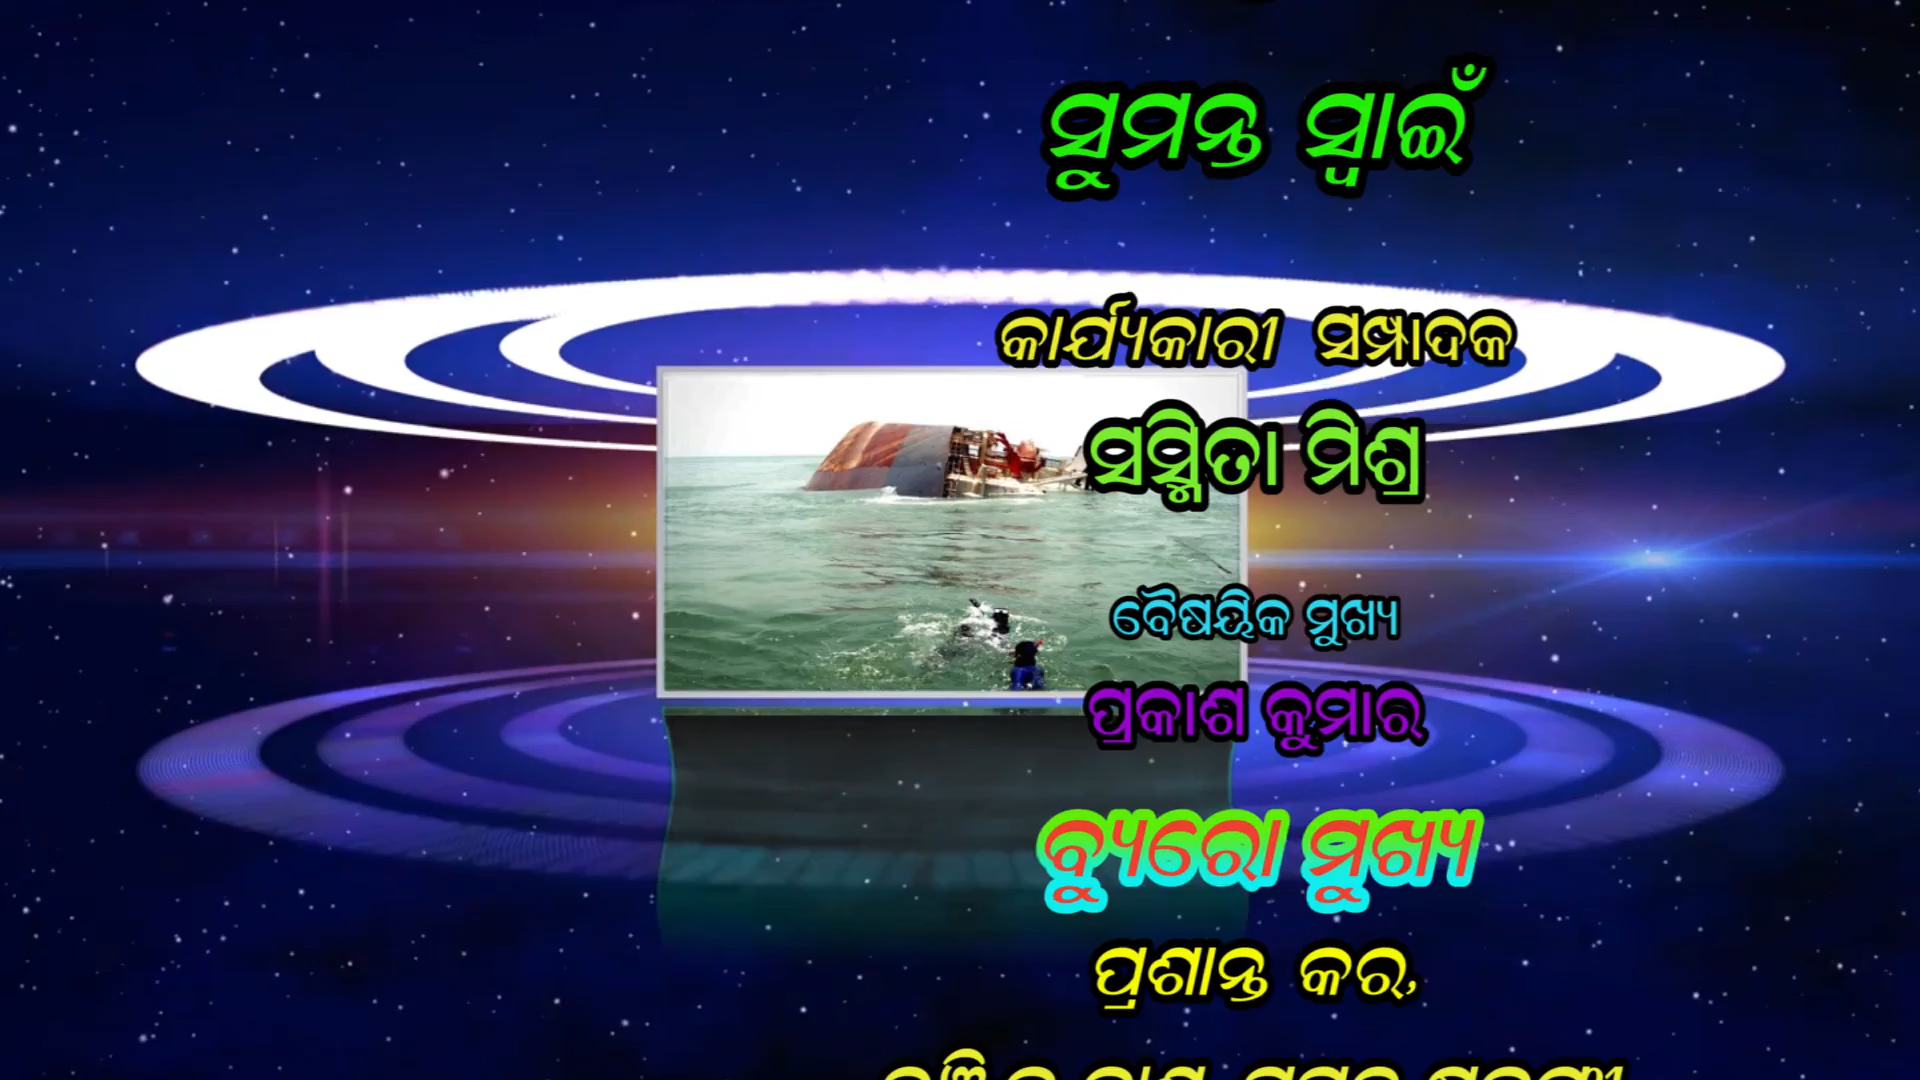 ସୁମନ୍ତ ସ୍ୱାଇଁ
କାର୍ଯ୍ୟକାରୀ ସମ୍ପାଦକ
ସସ୍ମିତା ମିଶ୍ର
ବୈଷୟିକ ମୁଖ୍ୟ
ପ୍ରକାଶ କୁମାର
ବ୍ୟୁରୋ ମୁଖ୍ୟ
ପ୍ରଶାନ୍ତ କର,